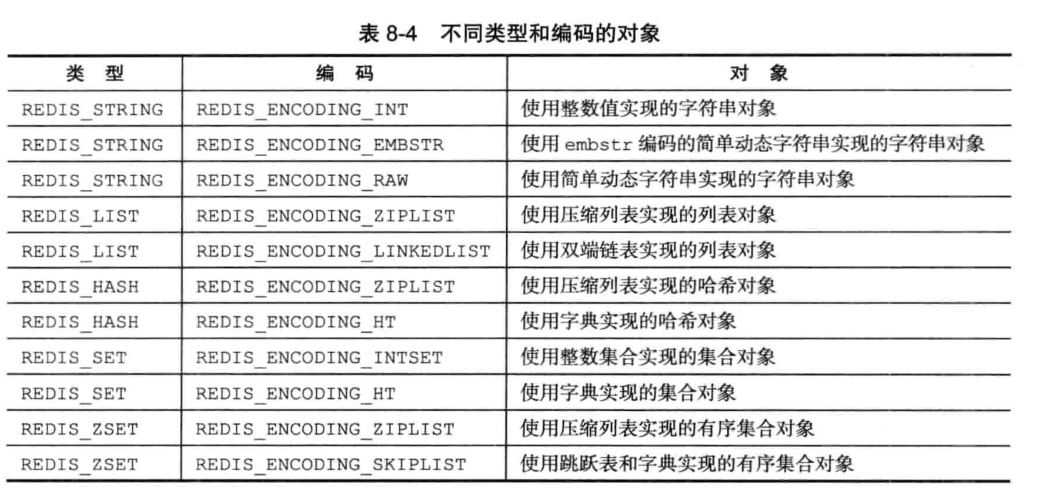 表 8-4 不同类型和编码的对象
类 型 编 码 对 象
REDIS_STRING REDIS_ENCODING_INT 使用整数值实现的字符串对象
REDIS_STRING REDIS_ENCODING_EMBSTR 使用 embstr 编码的简单动态字符串实现的字符串对象
REDIS_STRING REDIS_ENCODING_RAW 使用简单动态字符串实现的字符串对象
REDIS_LIST REDIS_ENCODING_ZIPLIST 使用压缩列表实现的列表对象
REDIS_LIST REDIS_ENCODING_LINKEDLIST 使用双端链表实现的列表对象
REDIS_HASH REDIS_ENCODING_ZIPLIST 使用压缩列表实现的哈希对象
REDIS_HASH REDIS_ENCODING_HT 使用字典实现的哈希对象
REDIS_SET REDIS_ENCODING_INTSET 使用整数集合实现的集合对象
REDIS_SET REDIS_ENCODING_HT 使用字典实现的集合对象
REDIS_ZSET REDIS_ENCODING_ZIPLIST 使用压缩列表实现的有序集合对象
REDIS_ZSET REDIS_ENCODING_SKIPLIST 使用跳跃表和字典实现的有序集合对象